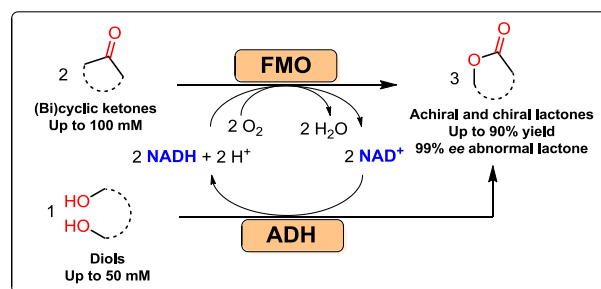 O
2
FMO
O
O
3
(Bi)cyclic ketones
Up to 100 mM
2 O₂
2 H₂O
Achiral and chiral lactones
Up to 90% yield
99% ee abnormal lactone
2 NADH + 2 H⁺
2 NAD⁺
HO
1
HO
ADH
Diols
Up to 50 mM